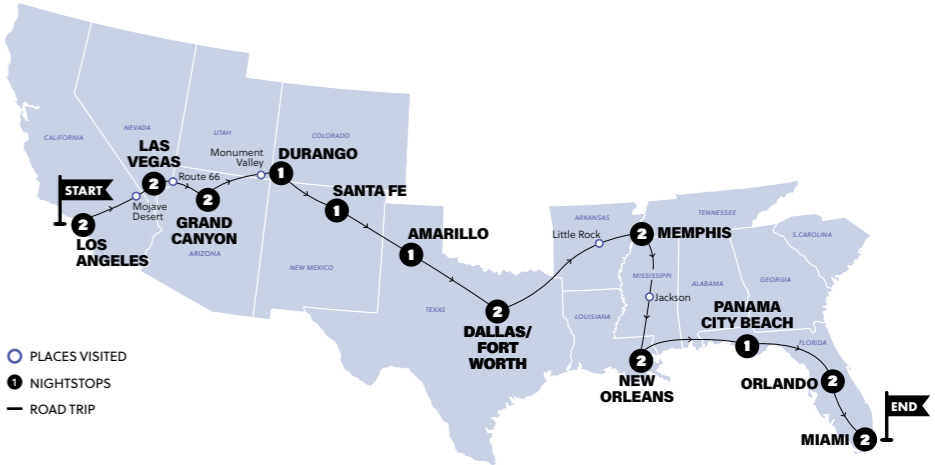 CALIFORNIA
NEVADA
UTAH
COLORADO
LAS
VEGAS
2
Route 66
Monument
Valley
1
DURANGO
START
2
LOS
ANGELES
Mojave
Desert
2
GRAND
CANYON
ARIZONA
SANTA FE
1
NEW MEXICO
AMARILLO
1
TEXAS
2
DALLAS/
FORT
WORTH
ARKANSAS
Little Rock
TENNESSEE
2
MEMPHIS
S.CAROLINA
MISSISSIPPI
ALABAMA
GEORGIA
Jackson
LOUISIANA
2
NEW
ORLEANS
PANAMA
CITY BEACH
1
FLORIDA
ORLANDO
2
MIAMI
2
END
PLACES VISITED
1 NIGHTSTOPS
ROAD TRIP